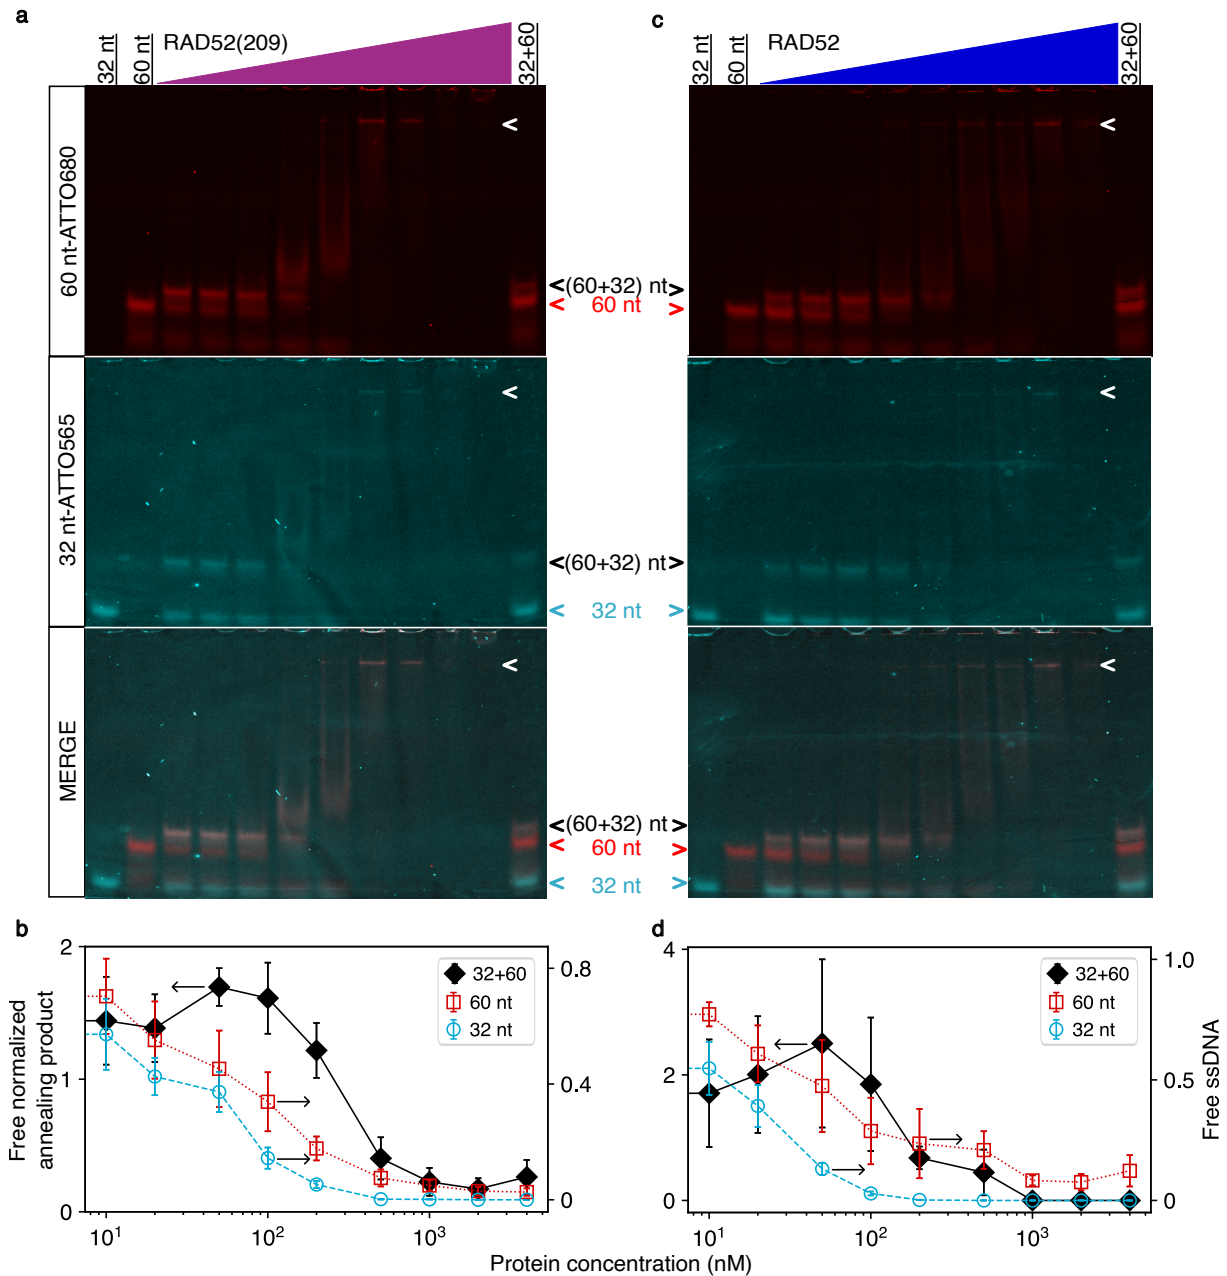 a
c
32 nt
60 nt
RAD52(209)
32+60
32 nt
60 nt
RAD52
32+60
60 nt-ATTO680
<
<
<(60+32) nt>
< 60 nt >
32 nt-ATTO565
<
<
<(60+32) nt>
< 32 nt >
MERGE
<
<
<(60+32) nt>
< 60 nt >
< 32 nt >
b
d
Free normalized
annealing product
2
1
0
0.8
0.4
0
32+60
60 nt
32 nt
10¹
10²
10³
4
2
0
1.0
0.5
0
32+60
60 nt
32 nt
10¹
10²
10³
Free ssDNA
Protein concentration (nM)